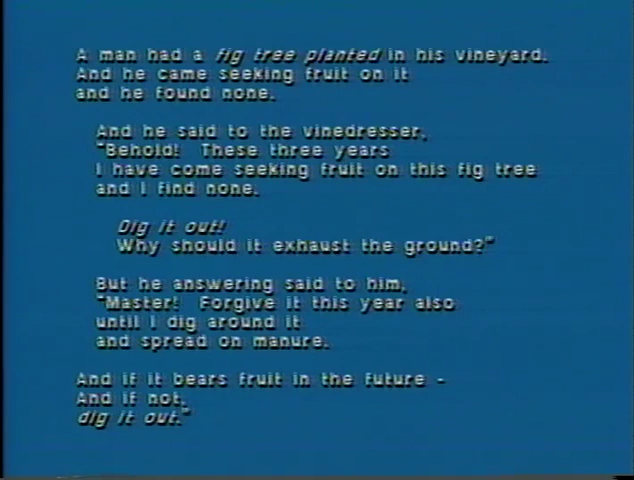 A man had a fig tree planted in his vineyard.
And he came seeking fruit on it
and he found none.
And he said to the vinedresser,
"Behold! These three years
I have come seeking fruit on this fig tree
and I find none.
Dig it out!
Why should it exhaust the ground?"
But he answering said to him,
"Master! Forgive it this year also
until I dig around it
and spread on manure.
And if it bears fruit in the future -
And if not,
dig it out."